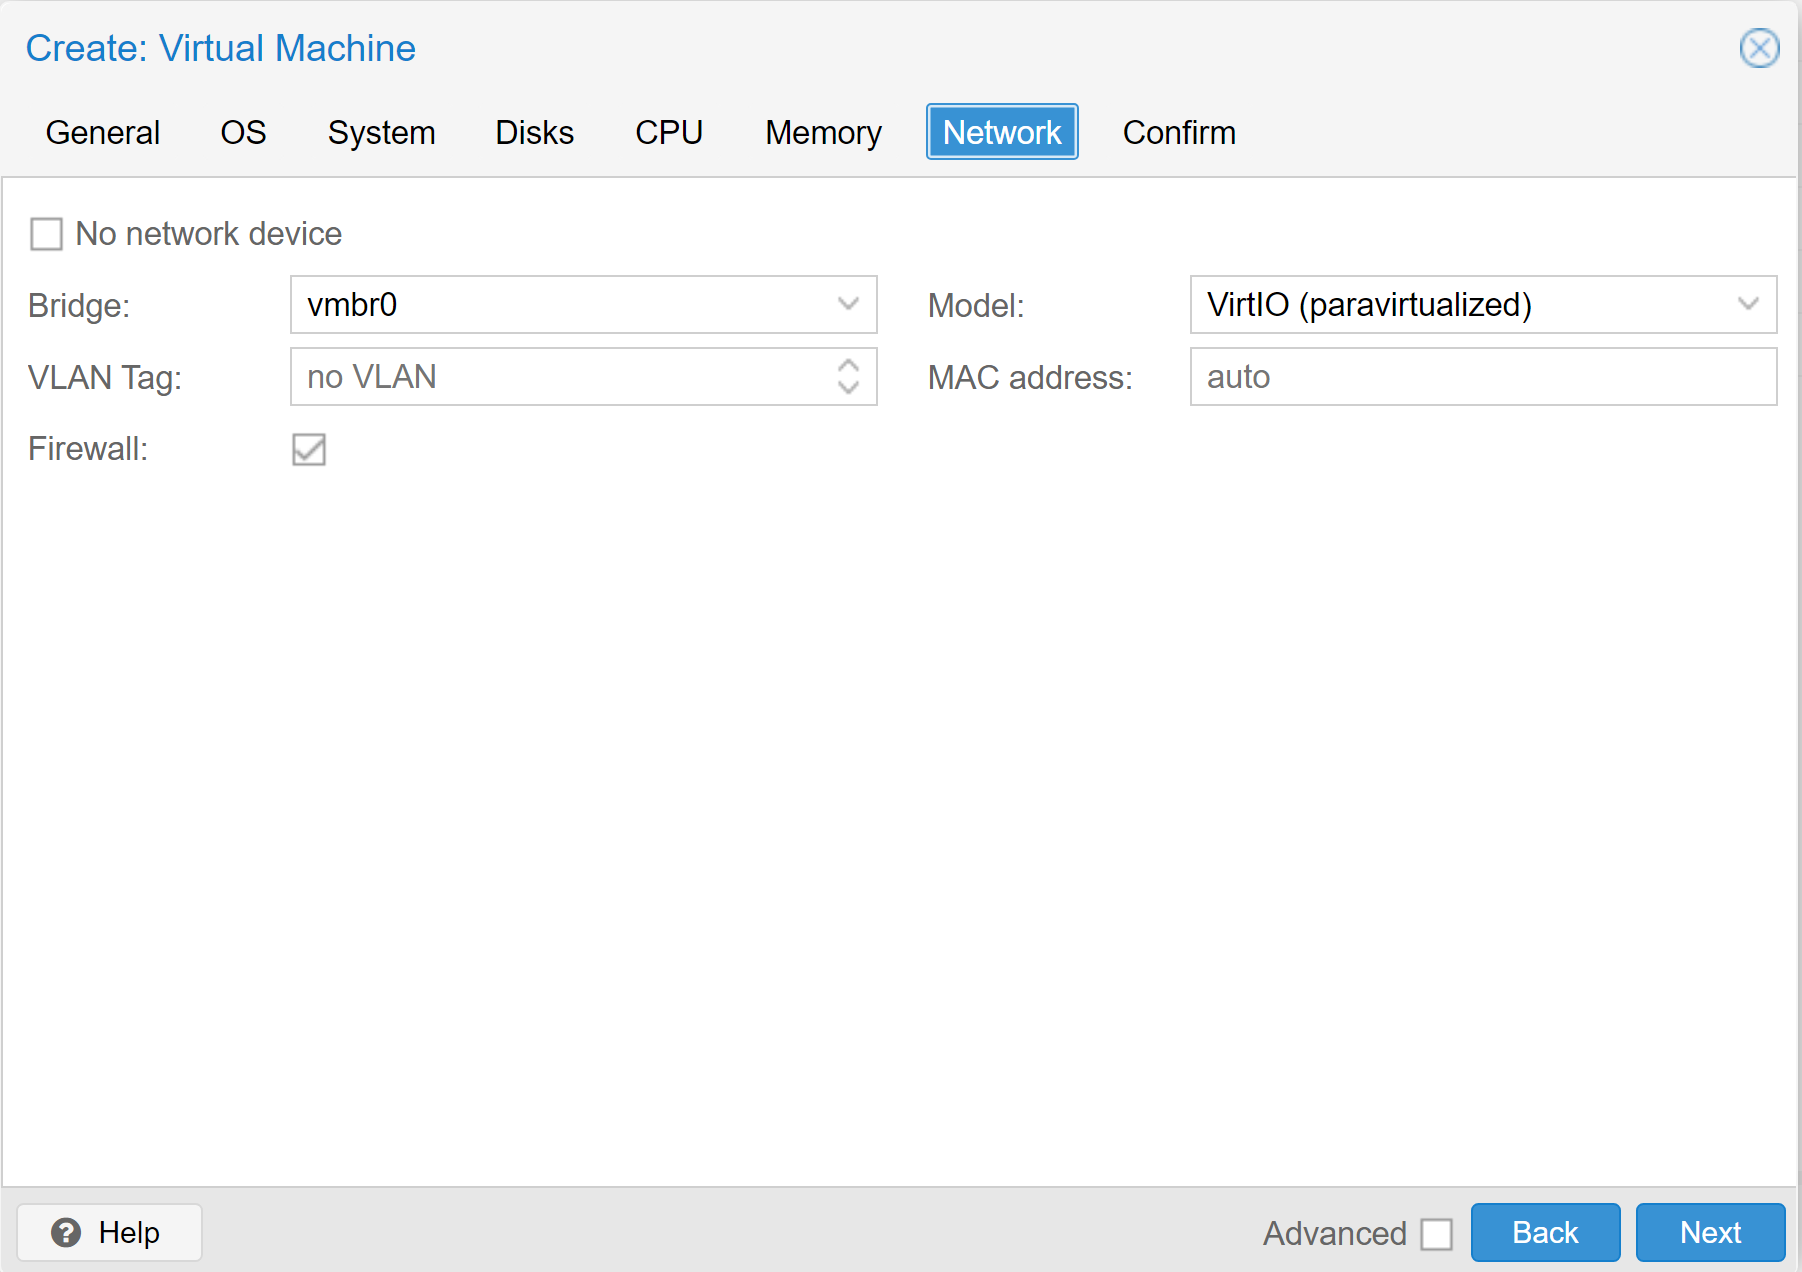 Create: Virtual Machine
General OS System Disks CPU Memory Network Confirm
No network device
Bridge: vmbr0 Model: VirtIO (paravirtualized)
VLAN Tag: no VLAN MAC address: auto
Firewall:
Help Advanced Back Next